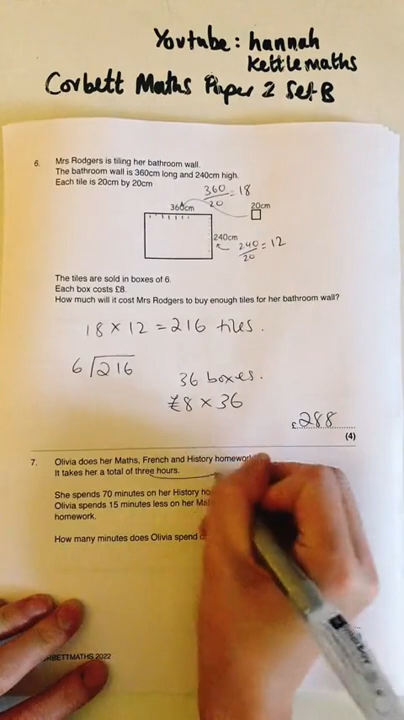 Youtube: hannah
kettlemaths
Corbett Maths Paper 2 Set B
6. Mrs Rodgers is tiling her bathroom wall.
The bathroom wall is 360cm long and 240cm high.
Each tile is 20cm by 20cm
360/20 = 18
360cm
20cm
240cm
240/20 = 12
The tiles are sold in boxes of 6.
Each box costs £8.
How much will it cost Mrs Rodgers to buy enough tiles for her bathroom wall?
18 × 12 = 216 tiles.
6 216
36 boxes.
£8 × 36
£ 288
(4)
7. Olivia does her Maths, French and History
It takes her a total of three hours.
She spends 70 minutes on her History
Olivia spends 15 minutes less on her
homework.
How many minutes does Olivia spend
CORBETTMATHS 2022